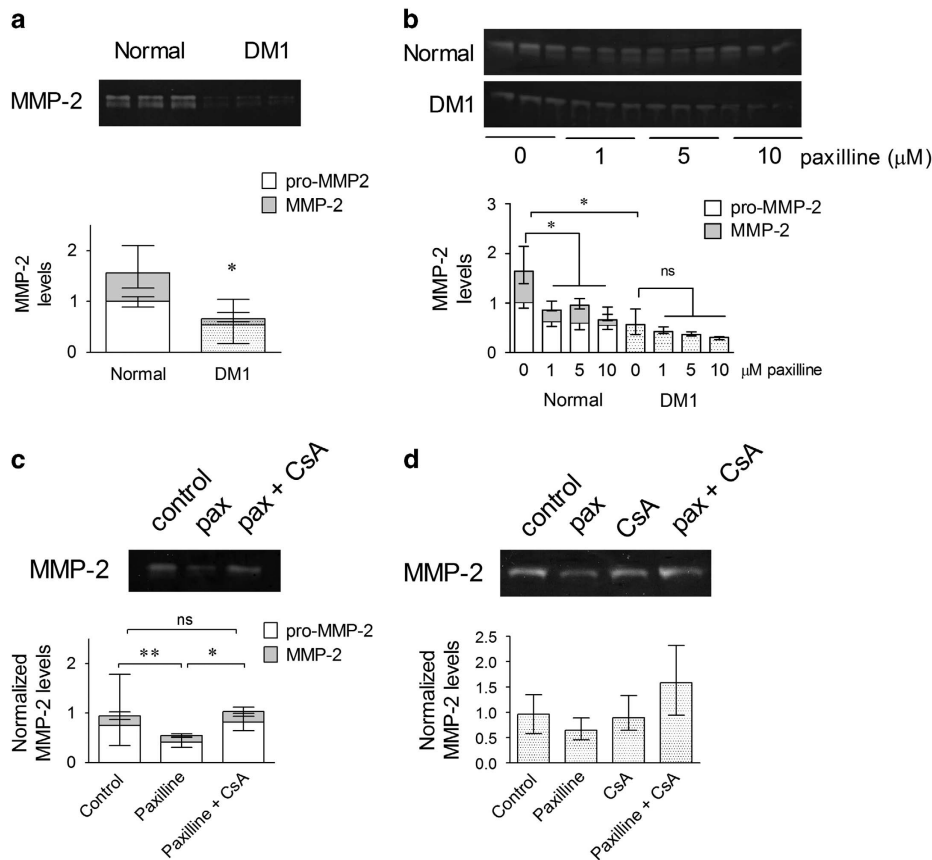 a
Normal DM1
MMP-2
pro-MMP2
MMP-2
MMP-2
levels
2
1
0
*
Normal DM1
b
Normal
DM1
0 1 5 10 paxilline (μM)
pro-MMP-2
MMP-2
MMP-2
levels
3
2
1
0
*
*
ns
0 1 5 10 0 1 5 10 μM paxilline
Normal DM1
c
control pax pax + CsA
MMP-2
ns
** *
pro-MMP-2
MMP-2
Normalized
MMP-2 levels
2
1
0
Control Paxilline Paxilline + CsA
d
control pax CsA pax + CsA
MMP-2
Normalized
MMP-2 levels
2.5
2.0
1.5
1.0
0.5
0.0
Control Paxilline CsA Paxilline + CsA